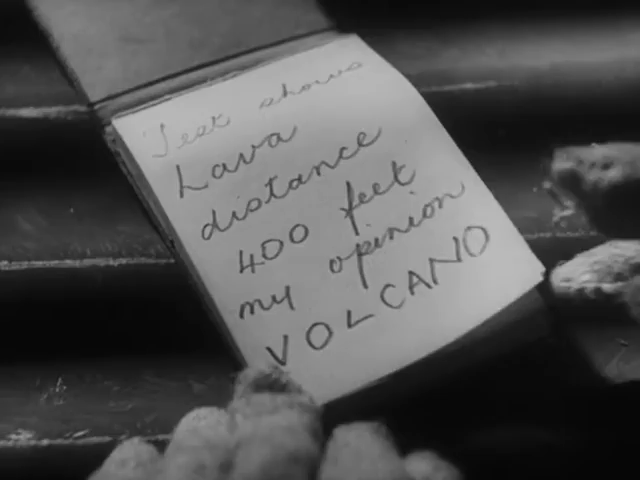 Test shows
Lava
distance
400 feet
my opinion
VOLCANO